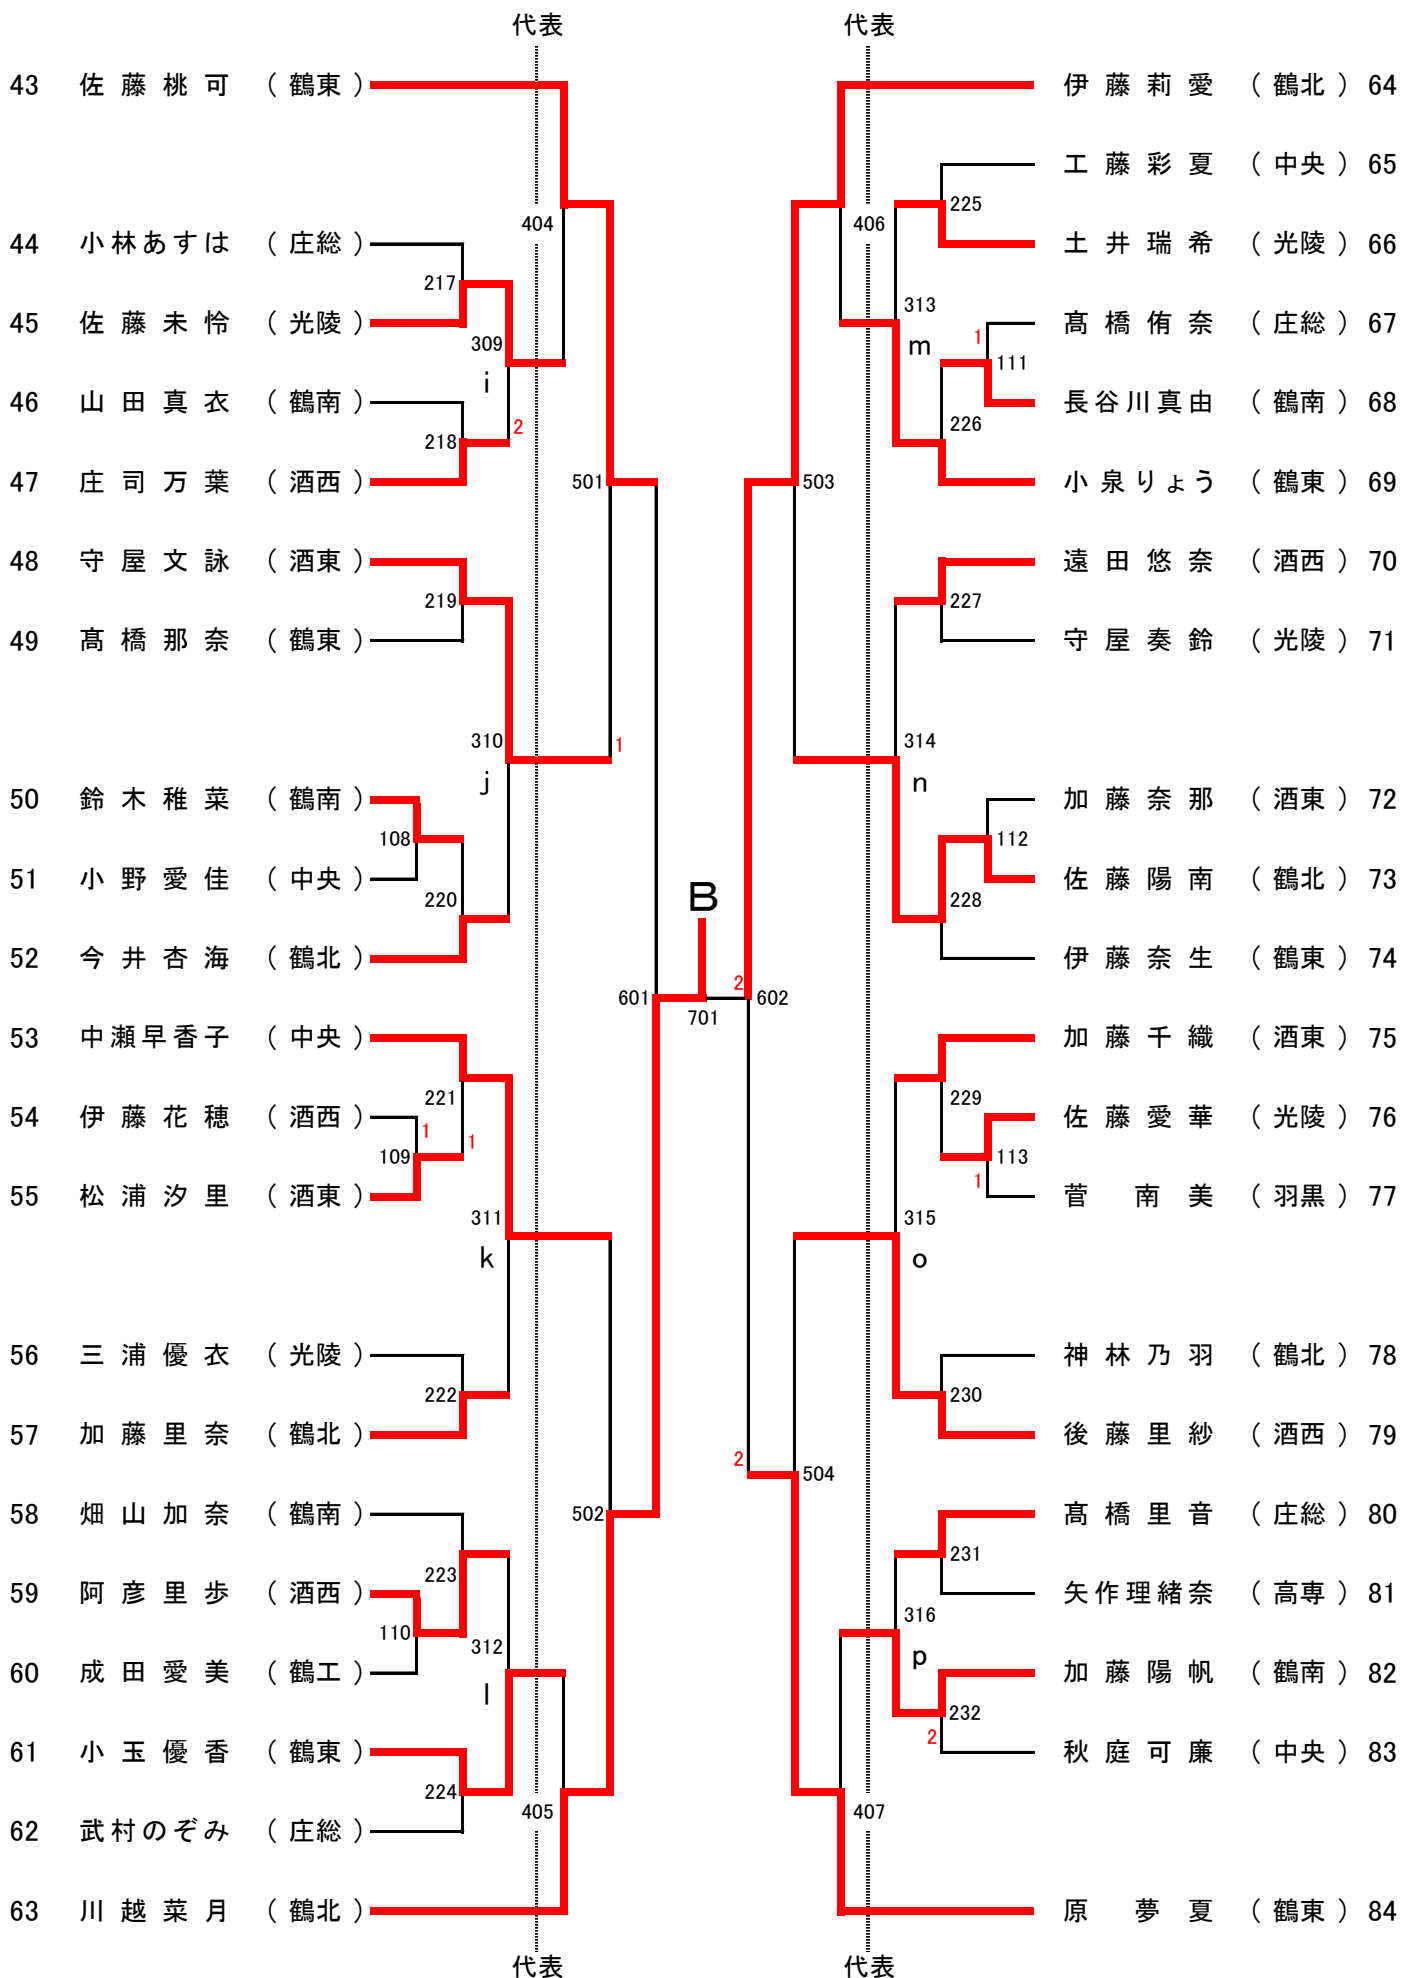 代表 代表
43 佐藤桃可 （鶴東） 伊藤莉愛 （鶴北） 64
工藤彩夏 （中央） 65
225
404 406
44 小林あすは （庄総） 土井瑞希 （光陵） 66
217
313
45 佐藤未怜 （光陵） 髙橋侑奈 （庄総） 67
1
309 m 111
i
46 山田真衣 （鶴南） 長谷川真由 （鶴南） 68
2 226
218
47 庄司万葉 （酒西） 501 503 小泉りょう （鶴東） 69
48 守屋文詠 （酒東） 遠田悠奈 （酒西） 70
219 227
49 髙橋那奈 （鶴東） 守屋奏鈴 （光陵） 71
310 1 314
j n
50 鈴木稚菜 （鶴南） 加藤奈那 （酒東） 72
108 112
51 小野愛佳 （中央） 佐藤陽南 （鶴北） 73
220 B 228
52 今井杏海 （鶴北） 伊藤奈生 （鶴東） 74
2
601 602
701
53 中瀬早香子 （中央） 加藤千織 （酒東） 75
221 229
54 伊藤花穂 （酒西） 佐藤愛華 （光陵） 76
1 1
109 113
1
55 松浦汐里 （酒東） 菅南美 （羽黒） 77
311 315
k o
56 三浦優衣 （光陵） 神林乃羽 （鶴北） 78
222 230
57 加藤里奈 （鶴北） 後藤里紗 （酒西） 79
2
504
58 畑山加奈 （鶴南） 502 髙橋里音 （庄総） 80
223 231
59 阿彦里歩 （酒西） 矢作理緒奈 （高専） 81
316
110 312
p
60 成田愛美 （鶴工） 加藤陽帆 （鶴南） 82
l
232
2
61 小玉優香 （鶴東） 秋庭可廉 （中央） 83
224
405 407
62 武村のぞみ （庄総）
63 川越菜月 （鶴北） 原夢夏 （鶴東） 84
代表 代表